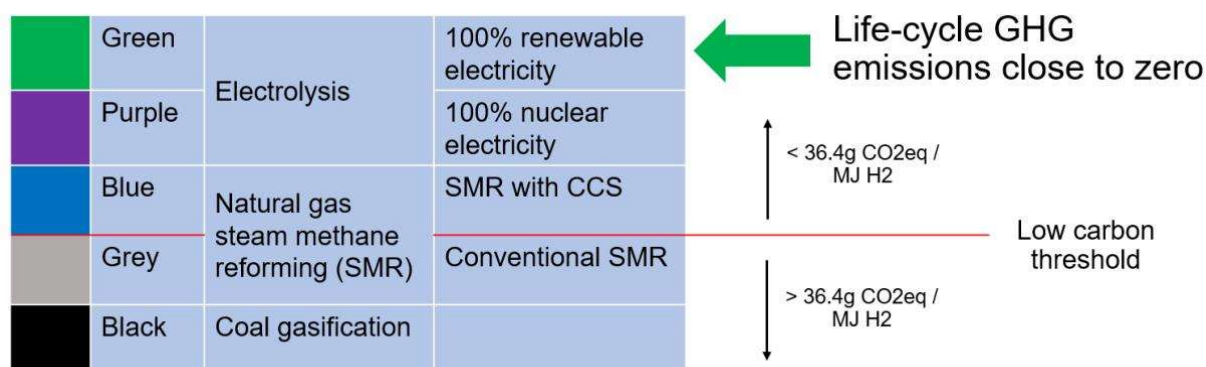 Green
Electrolysis
100% renewable
electricity
Life-cycle GHG
emissions close to zero
Purple
100% nuclear
electricity
< 36.4g CO2eq /
MJ H2
Blue
Natural gas
steam methane
reforming (SMR)
SMR with CCS
Low carbon
threshold
Grey
Conventional SMR
> 36.4g CO2eq /
MJ H2
Black
Coal gasification